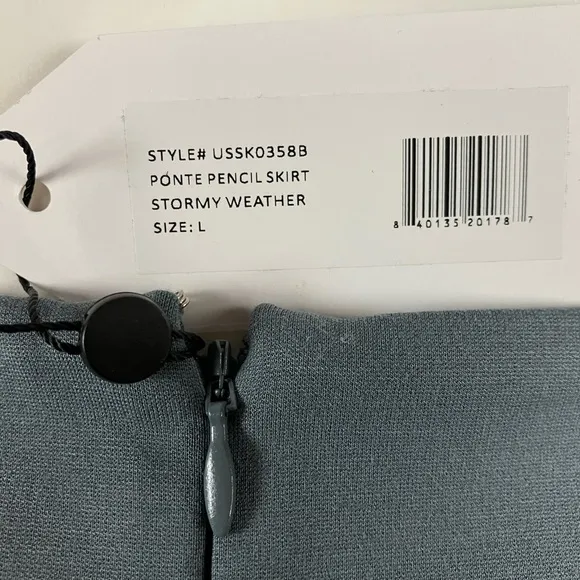 STYLE# USSK0358B
PONTE PENCIL SKIRT
STORMY WEATHER
SIZE: L
8 40135 20178 7